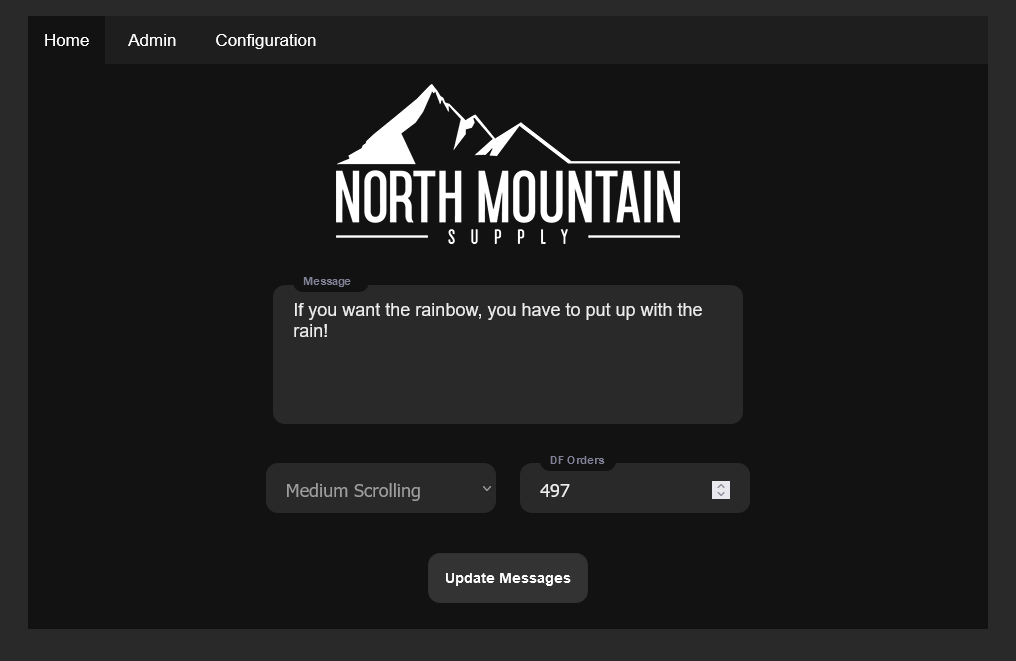 Home Admin Configuration
NORTH MOUNTAIN
SUPPLY
Message
If you want the rainbow, you have to put up with the
rain!
DF Orders
Medium Scrolling 497
Update Messages